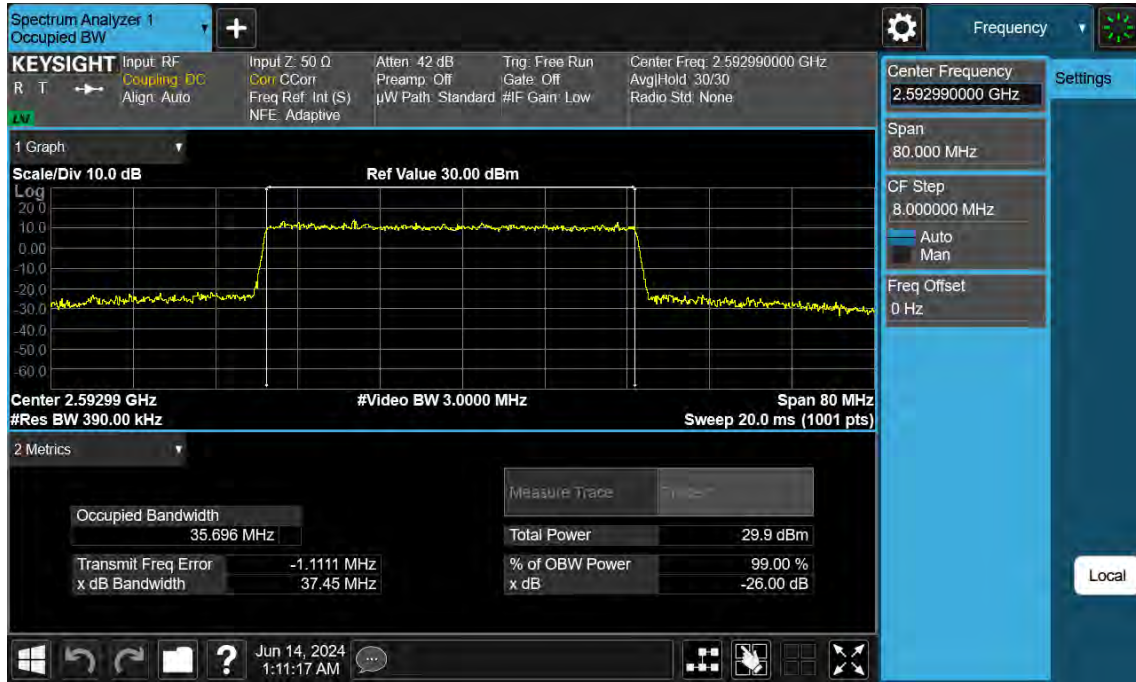 Spectrum Analyzer 1
Occupied BW
+
Frequency
KEYSIGHT
R T
LXI
Input: RF
Coupling: DC
Align: Auto
Input Z: 50 Ω
Corr CCorr
Freq Ref: Int (S)
NFE: Adaptive
Atten: 42 dB
Preamp: Off
µW Path: Standard
Trig: Free Run
Gate: Off
#IF Gain: Low
Center Freq: 2.592990000 GHz
Avg|Hold: 30/30
Radio Std: None
Center Frequency
2.592990000 GHz
Settings
Span
80.000 MHz
CF Step
8.000000 MHz
Auto
Man
Freq Offset
0 Hz
Local
1 Graph
Scale/Div 10.0 dB
Ref Value 30.00 dBm
Log
20.0
10.0
0.00
-10.0
-20.0
-30.0
-40.0
-50.0
-60.0
Center 2.59299 GHz
#Video BW 3.0000 MHz
Span 80 MHz
#Res BW 390.00 kHz
Sweep 20.0 ms (1001 pts)
2 Metrics
Measure Trace
Occupied Bandwidth
35.696 MHz
Total Power 29.9 dBm
Transmit Freq Error -1.1111 MHz
% of OBW Power 99.00 %
x dB Bandwidth 37.45 MHz
x dB -26.00 dB
?
Jun 14, 2024
1:11:17 AM